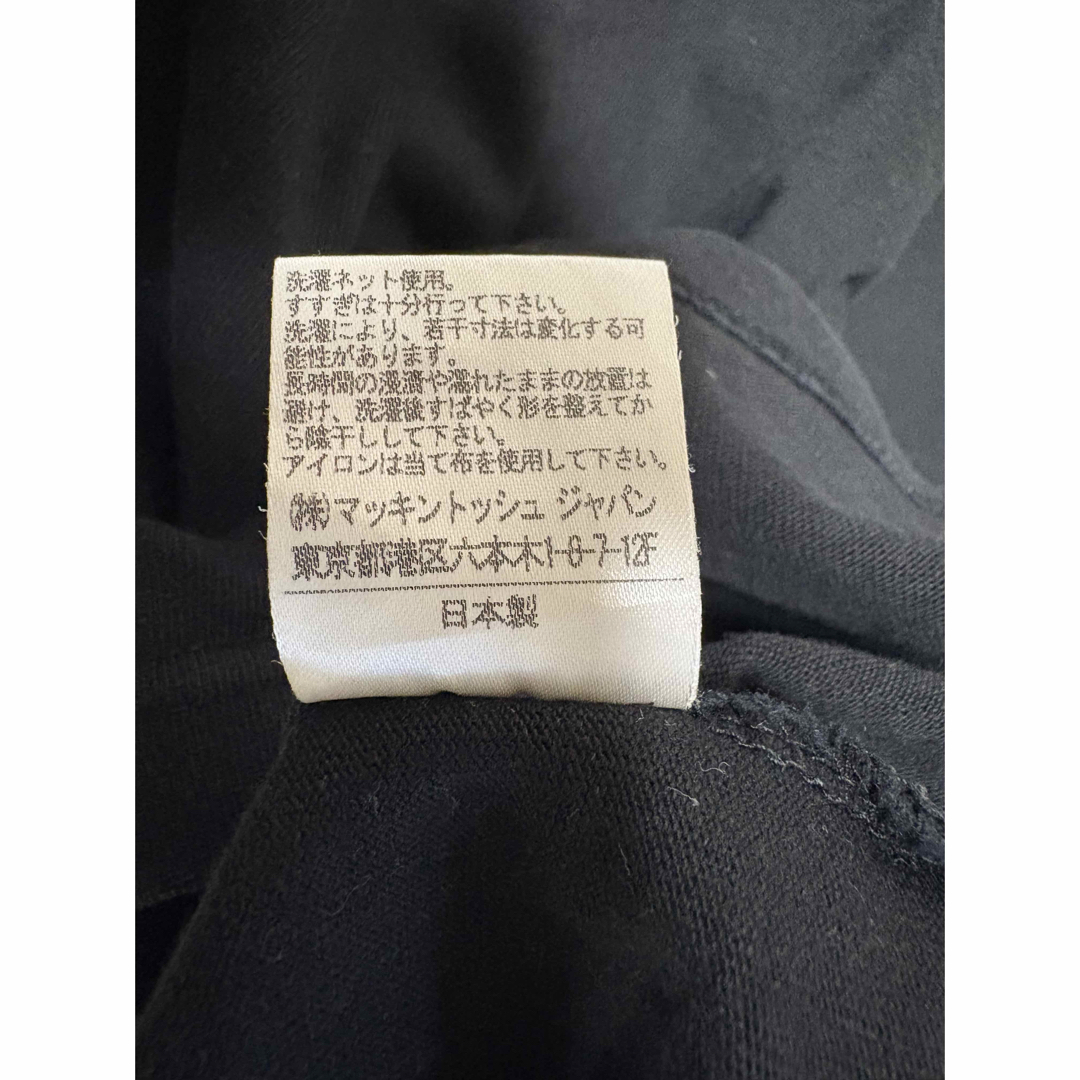 洗濯ネット使用。
すすぎは十分行って下さい。
洗濯により、若干寸法は変化する可
能性があります。
長時間の浸漬や濡れたままの放置は
避け、洗濯後すばやく形を整えてか
ら陰干しして下さい。
アイロンは当て布を使用して下さい。
(株)マッキントッシュ ジャパン
東京都港区六本木1-8-7-12F
日本製